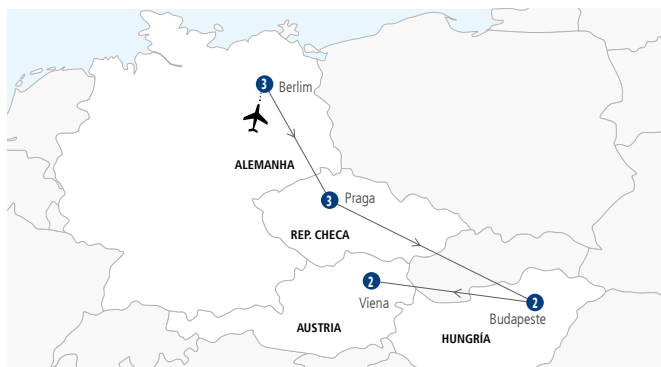 3
Berlim
ALEMANHA
3
Praga
REP. CHECA
2
Viena
2
Budapeste
AUSTRIA
HUNGRÍA